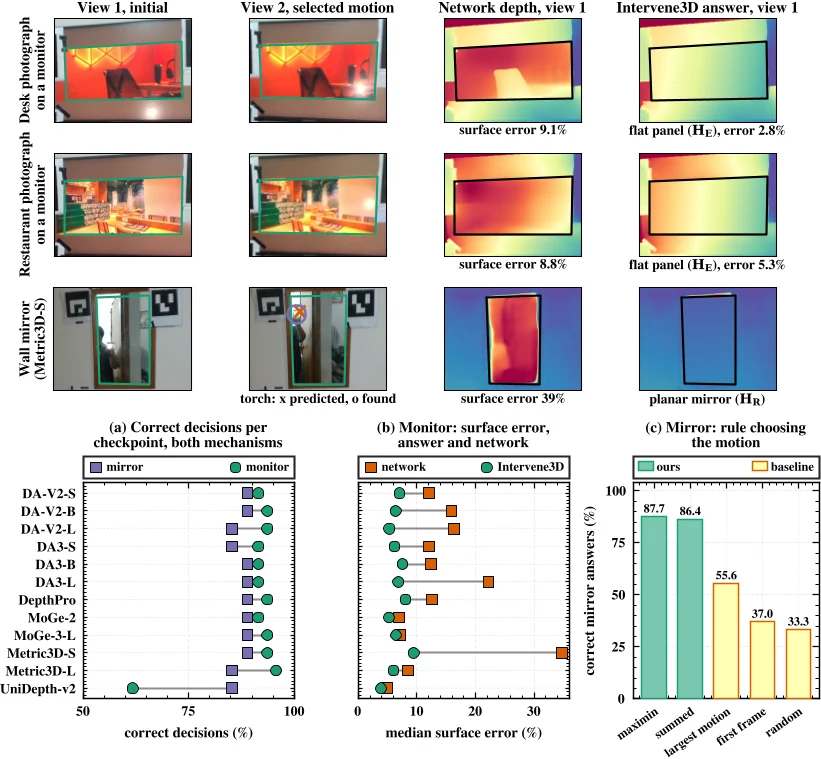 View 1, initial
View 2, selected motion
Network depth, view 1
Intervene3D answer, view 1
Desk photograph
on a monitor
surface error 9.1%
flat panel (H_E), error 2.8%
Restaurant photograph
on a monitor
surface error 8.8%
flat panel (H_E), error 5.3%
Wall mirror
(Metric3D-S)
torch: x predicted, o found
surface error 39%
planar mirror (H_R)
(a) Correct decisions per
checkpoint, both mechanisms
mirror
monitor
DA-V2-S
DA-V2-B
DA-V2-L
DA3-S
DA3-B
DA3-L
DepthPro
MoGe-2
MoGe-3-L
Metric3D-S
Metric3D-L
UniDepth-v2
50
75
100
correct decisions (%)
(b) Monitor: surface error,
answer and network
network
Intervene3D
0
10
20
30
median surface error (%)
(c) Mirror: rule choosing
the motion
ours
baseline
correct mirror answers (%)
100
75
50
25
0
87.7
86.4
55.6
37.0
33.3
maximin
summed
largest motion
first frame
random